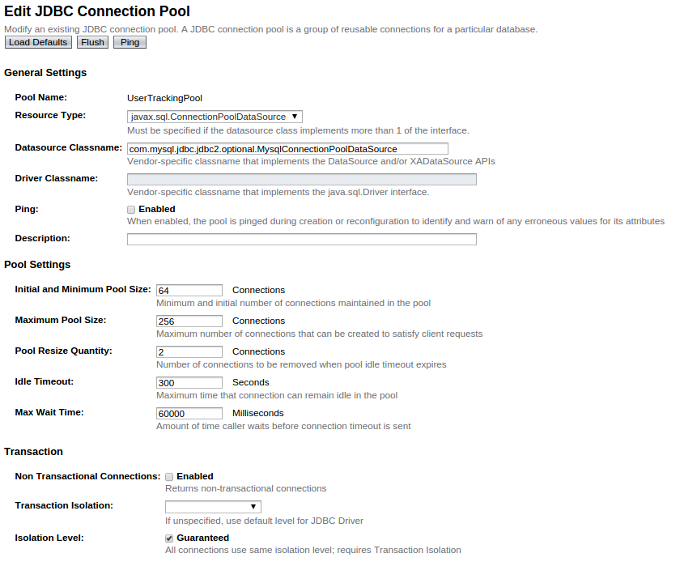 Edit JDBC Connection Pool
Modify an existing JDBC connection pool. A JDBC connection pool is a group of reusable connections for a particular database.
Load Defaults Flush Ping
General Settings
Pool Name: UserTrackingPool
Resource Type: javax.sql.ConnectionPoolDataSource
Must be specified if the datasource class implements more than 1 of the interface.
Datasource Classname: com.mysql.jdbc.jdbc2.optional.MysqlConnectionPoolDataSource
Vendor-specific classname that implements the DataSource and/or XADataSource APIs
Driver Classname:
Vendor-specific classname that implements the java.sql.Driver interface.
Ping: Enabled
When enabled, the pool is pinged during creation or reconfiguration to identify and warn of any erroneous values for its attributes
Description:
Pool Settings
Initial and Minimum Pool Size: 64 Connections
Minimum and initial number of connections maintained in the pool
Maximum Pool Size: 256 Connections
Maximum number of connections that can be created to satisfy client requests
Pool Resize Quantity: 2 Connections
Number of connections to be removed when pool idle timeout expires
Idle Timeout: 300 Seconds
Maximum time that connection can remain idle in the pool
Max Wait Time: 60000 Milliseconds
Amount of time caller waits before connection timeout is sent
Transaction
Non Transactional Connections: Enabled
Returns non-transactional connections
Transaction Isolation:
If unspecified, use default level for JDBC Driver
Isolation Level: Guaranteed
All connections use same isolation level; requires Transaction Isolation